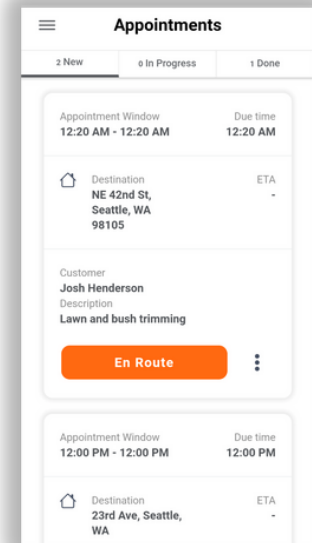 Appointments
2 New 0 In Progress 1 Done
Appointment Window Due time
12:20 AM - 12:20 AM 12:20 AM
Destination ETA
NE 42nd St, -
Seattle, WA
98105
Customer
Josh Henderson
Description
Lawn and bush trimming
En Route
Appointment Window Due time
12:00 PM - 12:00 PM 12:00 PM
Destination ETA
23rd Ave, Seattle, -
WA